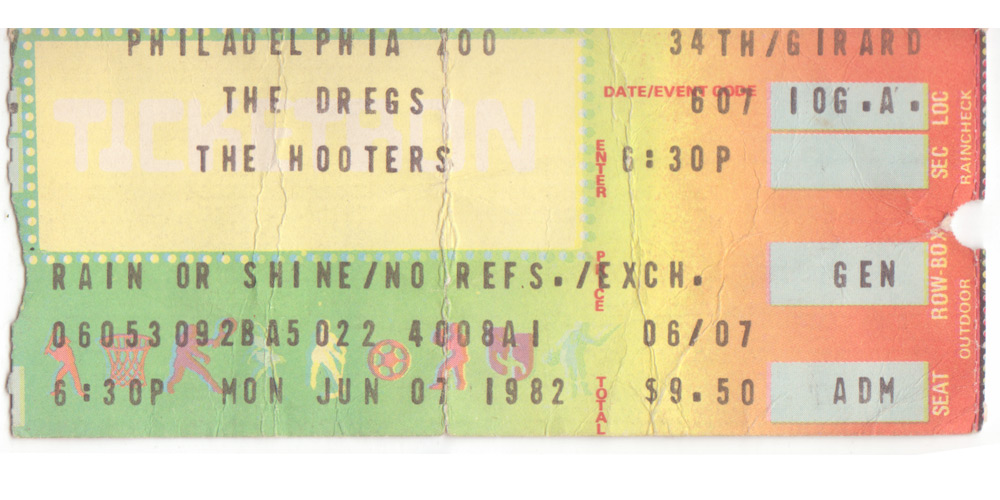 PHILADELPHIA ZOO 34TH/GIRARD
TICKETRON
THE DREGS
DATE/EVENT CODE
607 10G.A.
LOC
THE HOOTERS
ENTER
6:30P
SEC
RAINCHECK
RAIN OR SHINE/NO REFS./EXCH.
PRICE
GEN
ROW-BOX
OUTDOOR
06053092BA5022 4008A1 06/07
6:30P MON JUN 07 1982
TOTAL
$9.50 ADM
SEAT